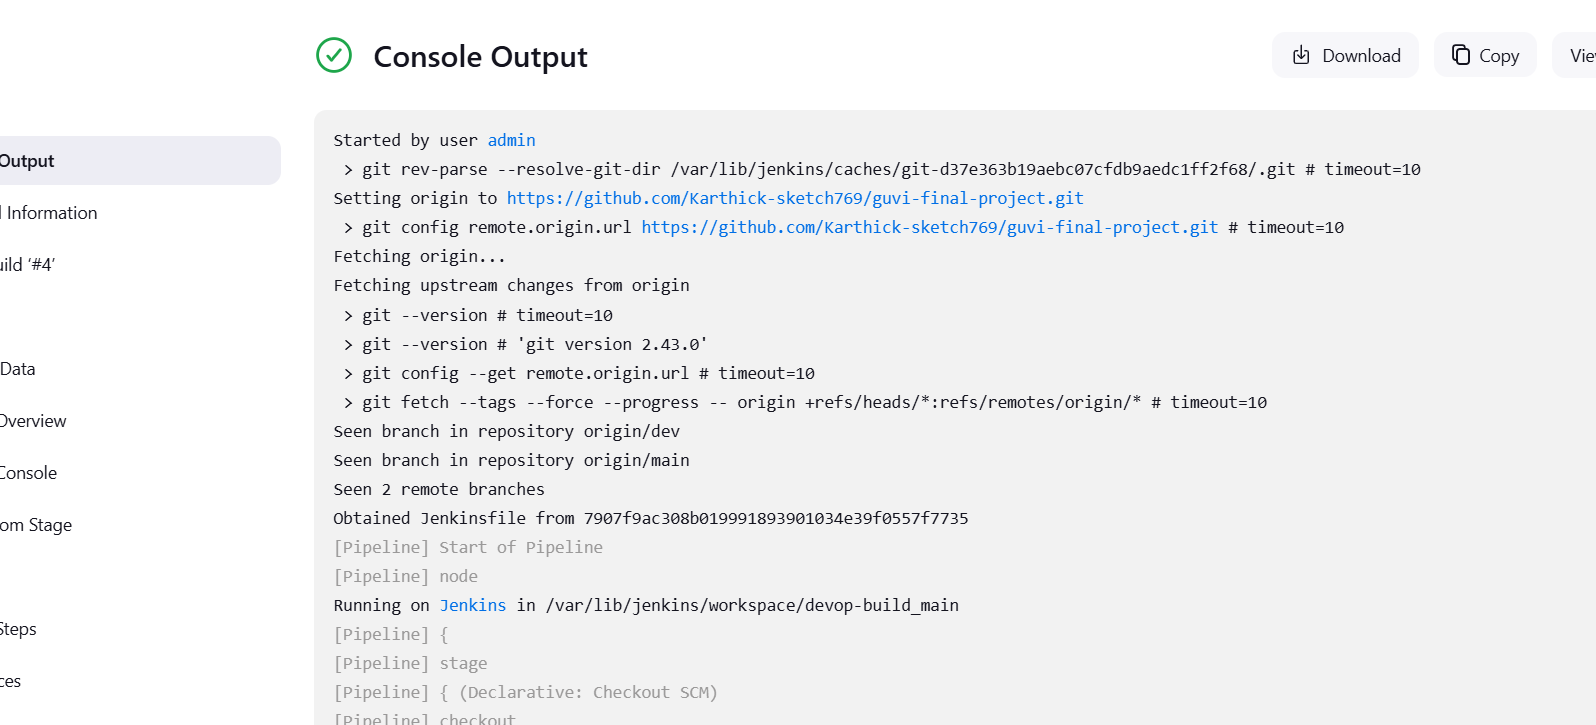 Console Output
Download
Copy
Output
Information
'#4'
Data
Overview
Console
Stage
Steps
Started by user admin
> git rev-parse --resolve-git-dir /var/lib/jenkins/caches/git-d37e363b19aebc07cfdb9aedc1ff2f68/.git # timeout=10
Setting origin to https://github.com/Karthick-sketch769/guvi-final-project.git
> git config remote.origin.url https://github.com/Karthick-sketch769/guvi-final-project.git # timeout=10
Fetching origin...
Fetching upstream changes from origin
> git --version # timeout=10
> git --version # 'git version 2.43.0'
> git config --get remote.origin.url # timeout=10
> git fetch --tags --force --progress -- origin +refs/heads/*:refs/remotes/origin/* # timeout=10
Seen branch in repository origin/dev
Seen branch in repository origin/main
Seen 2 remote branches
Obtained Jenkinsfile from 7907f9ac308b019991893901034e39f0557f7735
[Pipeline] Start of Pipeline
[Pipeline] node
Running on Jenkins in /var/lib/jenkins/workspace/devop-build_main
[Pipeline] {
[Pipeline] stage
[Pipeline] { (Declarative: Checkout SCM)
[Pipeline] checkout